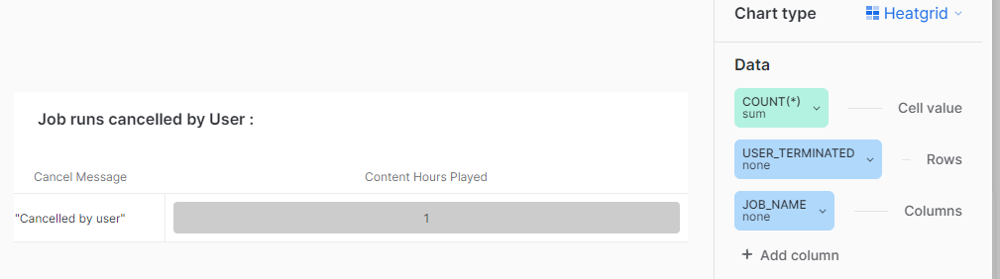 Chart type Heatgrid
Data
COUNT(*)
sum
Cell value
Job runs cancelled by User :
USER_TERMINATED
none
Rows
Cancel Message Content Hours Played
JOB_NAME
none
Columns
"Cancelled by user" 1
+ Add column